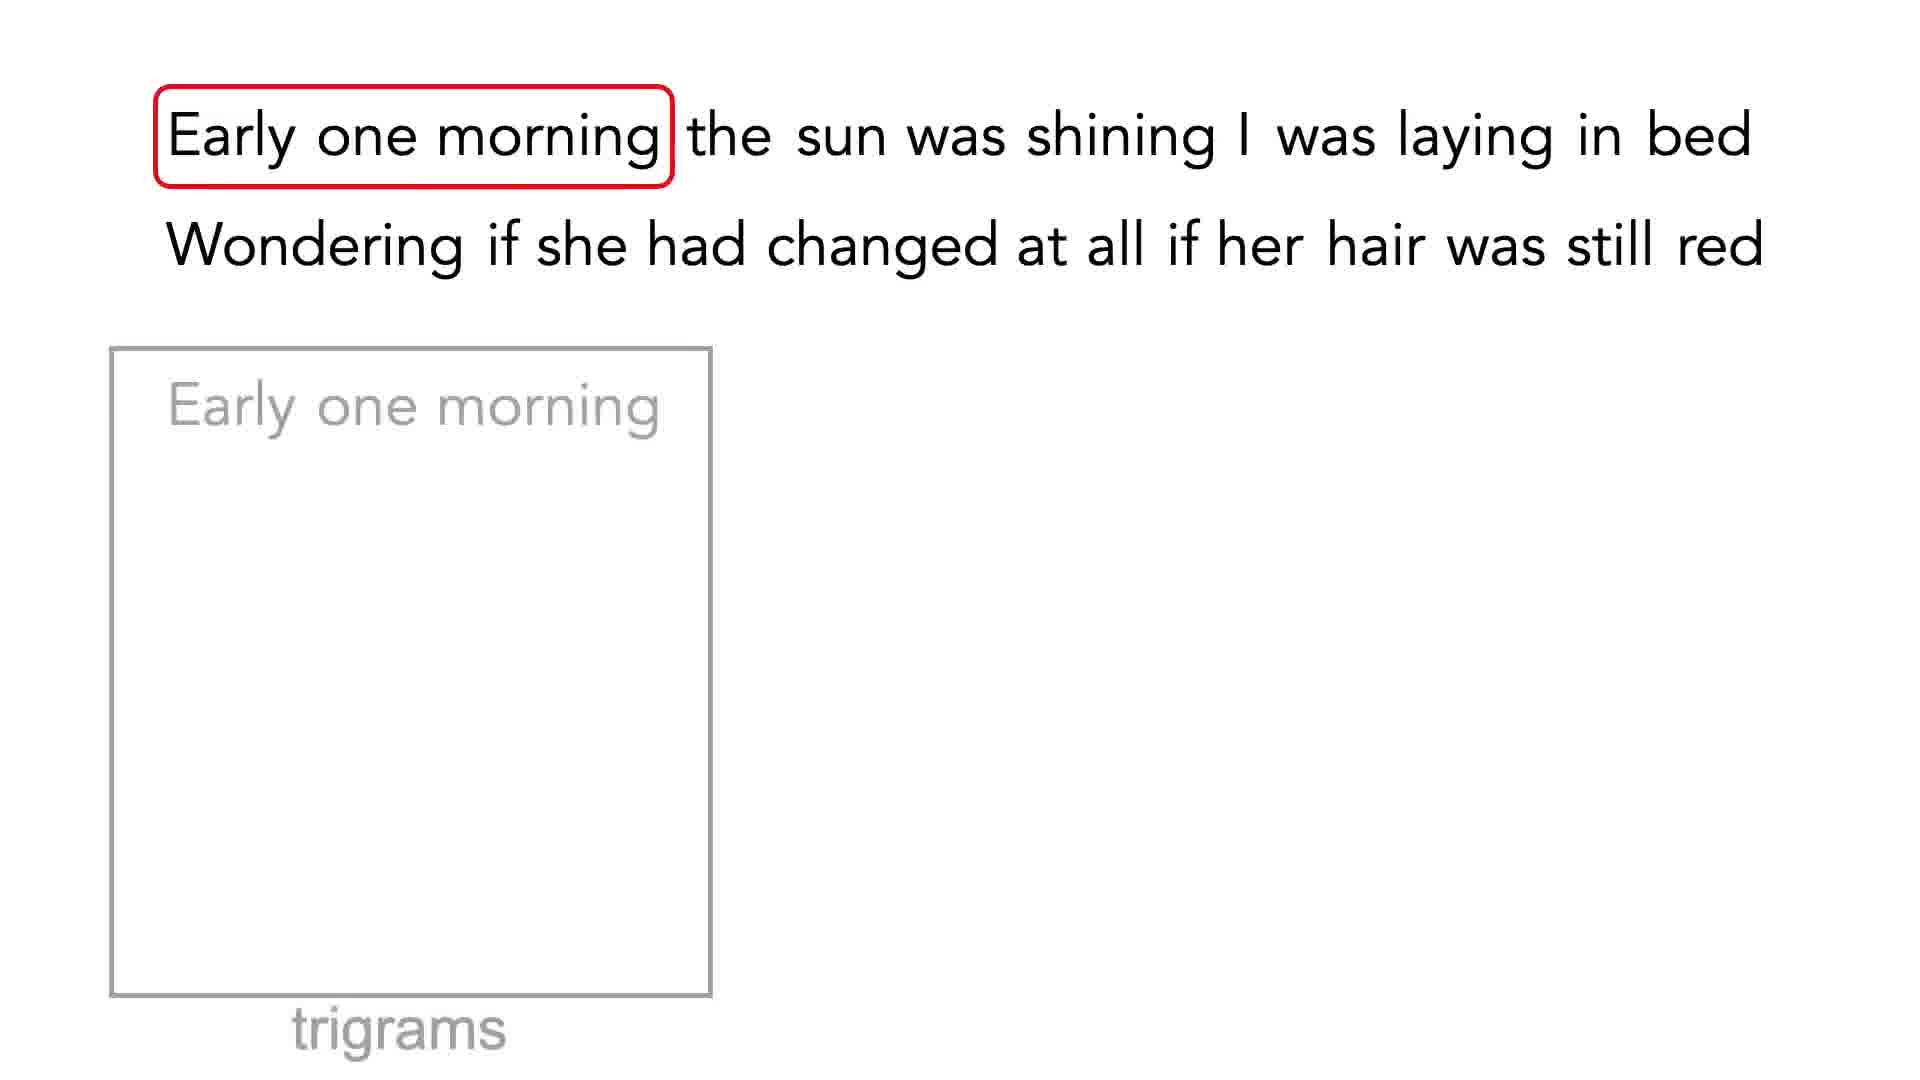 Early one morning the sun was shining I was laying in bed
Wondering if she had changed at all if her hair was still red
Early one morning
trigrams